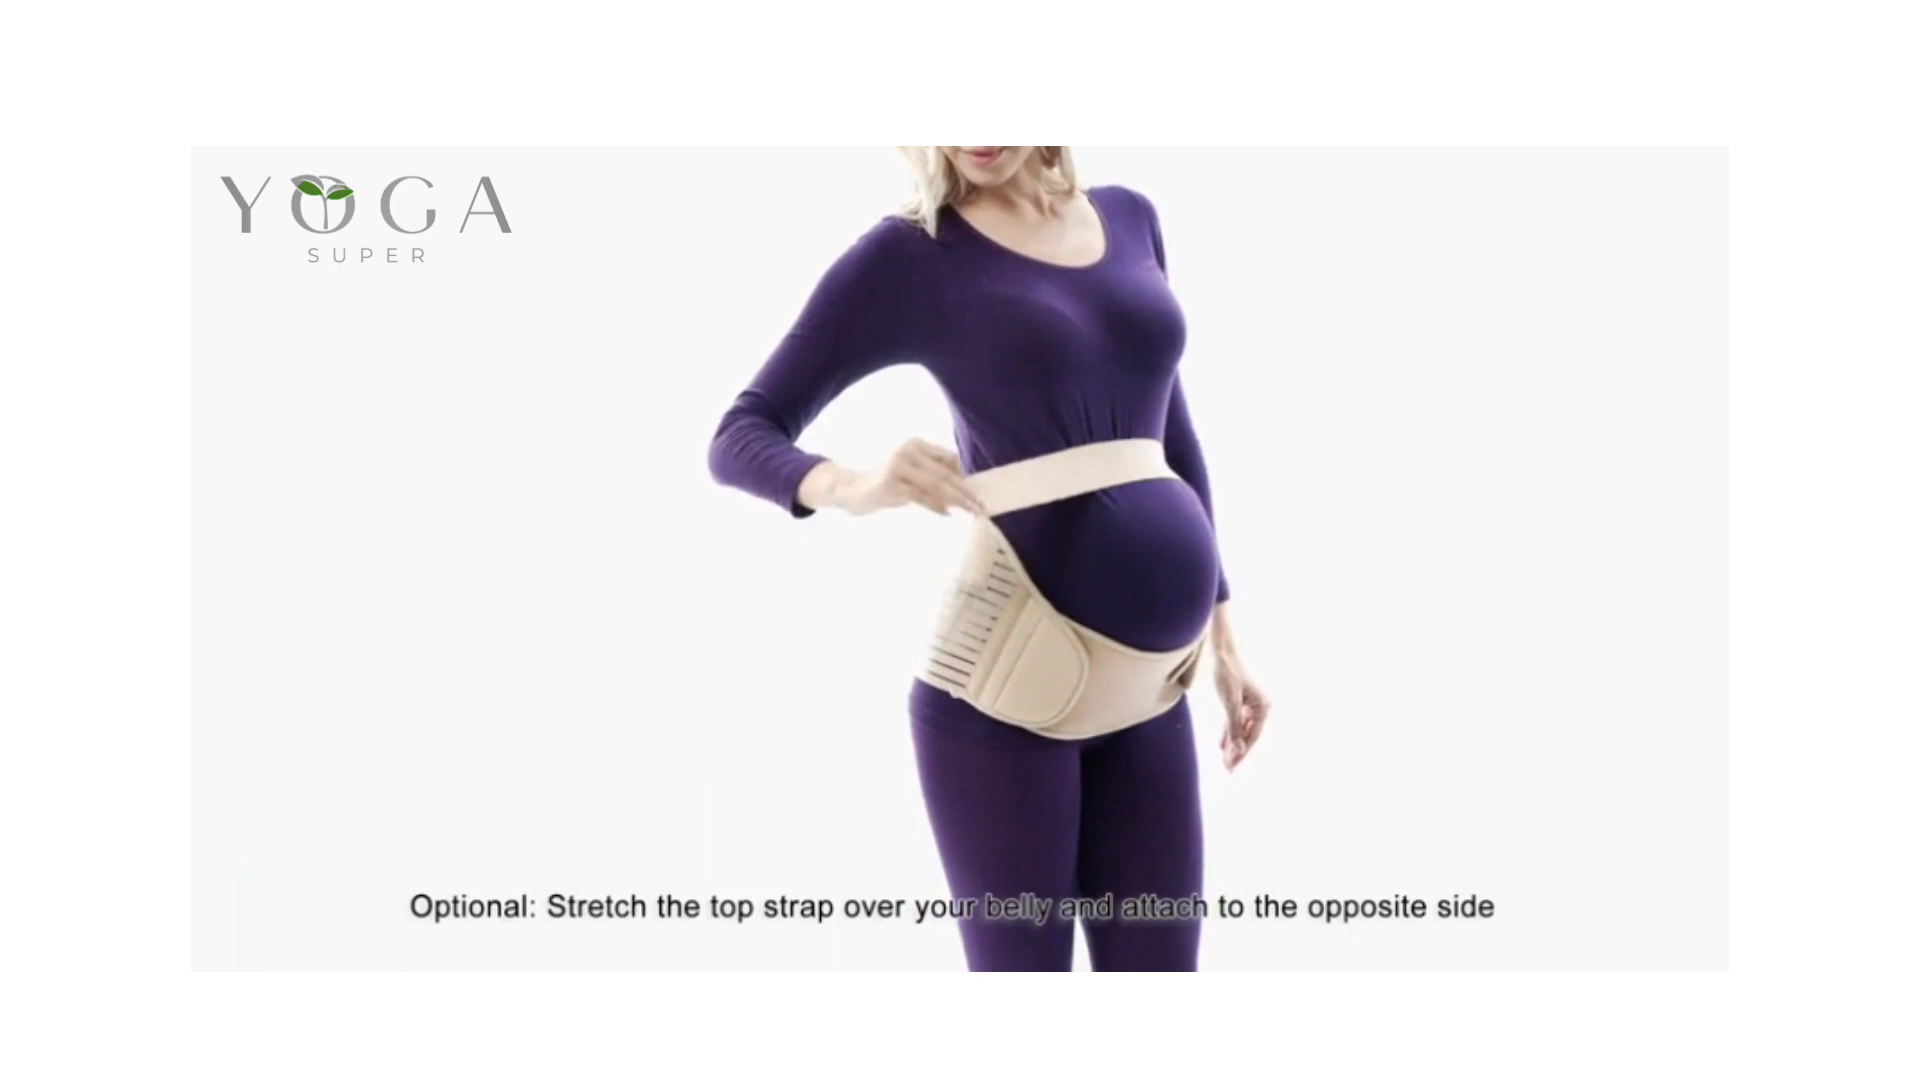 YOGA
SUPER
Optional: Stretch the top strap over your belly and attach to the opposite side